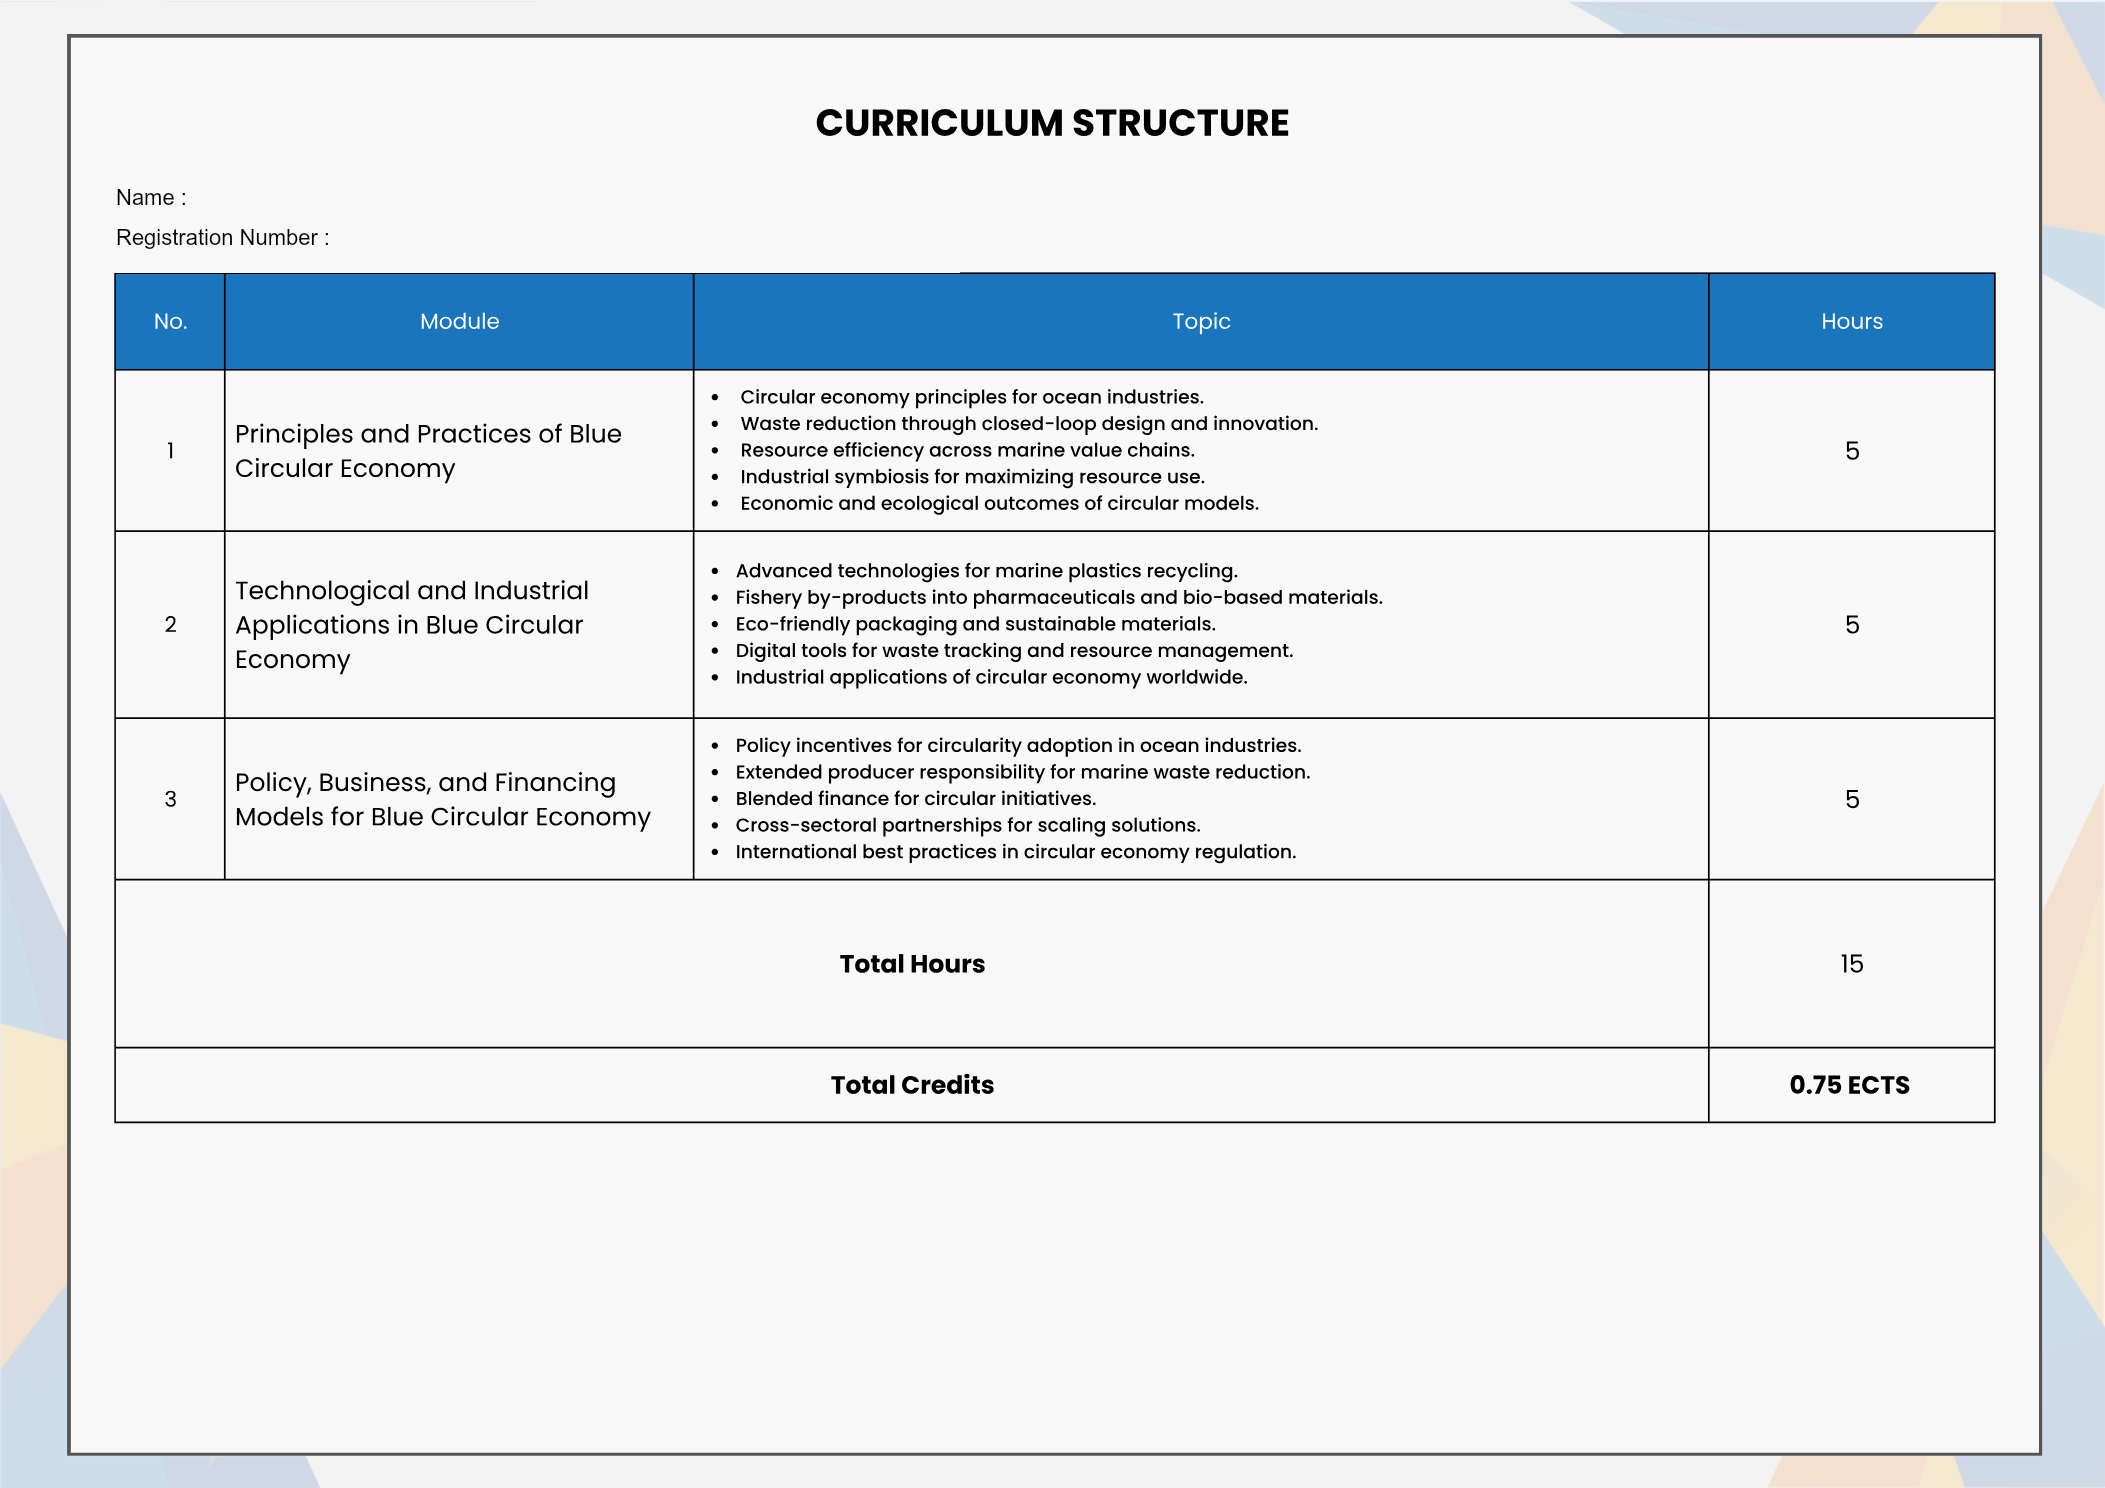 CURRICULUM STRUCTURE
Name :
Registration Number :
No.
Module
Topic
Hours
1
Principles and Practices of Blue
Circular Economy
• Circular economy principles for ocean industries.
• Waste reduction through closed-loop design and innovation.
• Resource efficiency across marine value chains.
• Industrial symbiosis for maximizing resource use.
• Economic and ecological outcomes of circular models.
5
2
Technological and Industrial
Applications in Blue Circular
Economy
• Advanced technologies for marine plastics recycling.
• Fishery by-products into pharmaceuticals and bio-based materials.
• Eco-friendly packaging and sustainable materials.
• Digital tools for waste tracking and resource management.
• Industrial applications of circular economy worldwide.
5
3
Policy, Business, and Financing
Models for Blue Circular Economy
• Policy incentives for circularity adoption in ocean industries.
• Extended producer responsibility for marine waste reduction.
• Blended finance for circular initiatives.
• Cross-sectoral partnerships for scaling solutions.
• International best practices in circular economy regulation.
5
Total Hours
15
Total Credits
0.75 ECTS